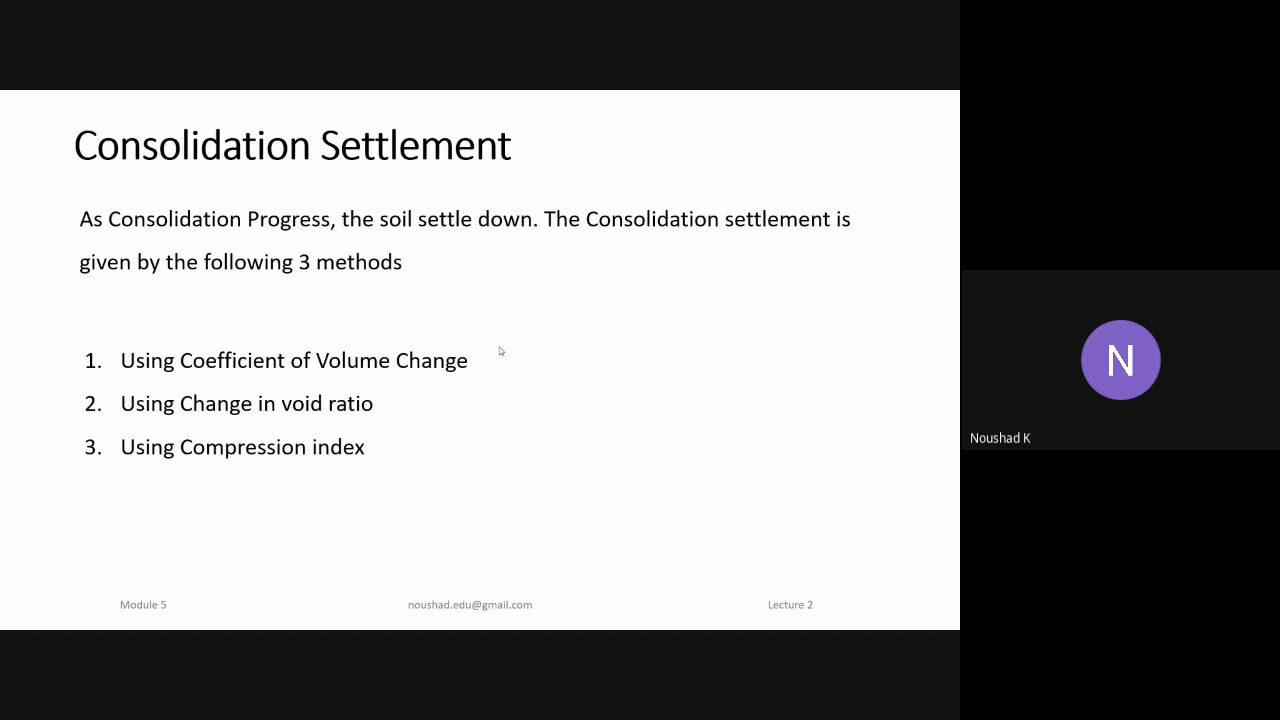 Consolidation Settlement
As Consolidation Progress, the soil settle down. The Consolidation settlement is
given by the following 3 methods
1. Using Coefficient of Volume Change
2. Using Change in void ratio
3. Using Compression index
Module 5
noushad.edu@gmail.com
Lecture 2
N
Noushad K